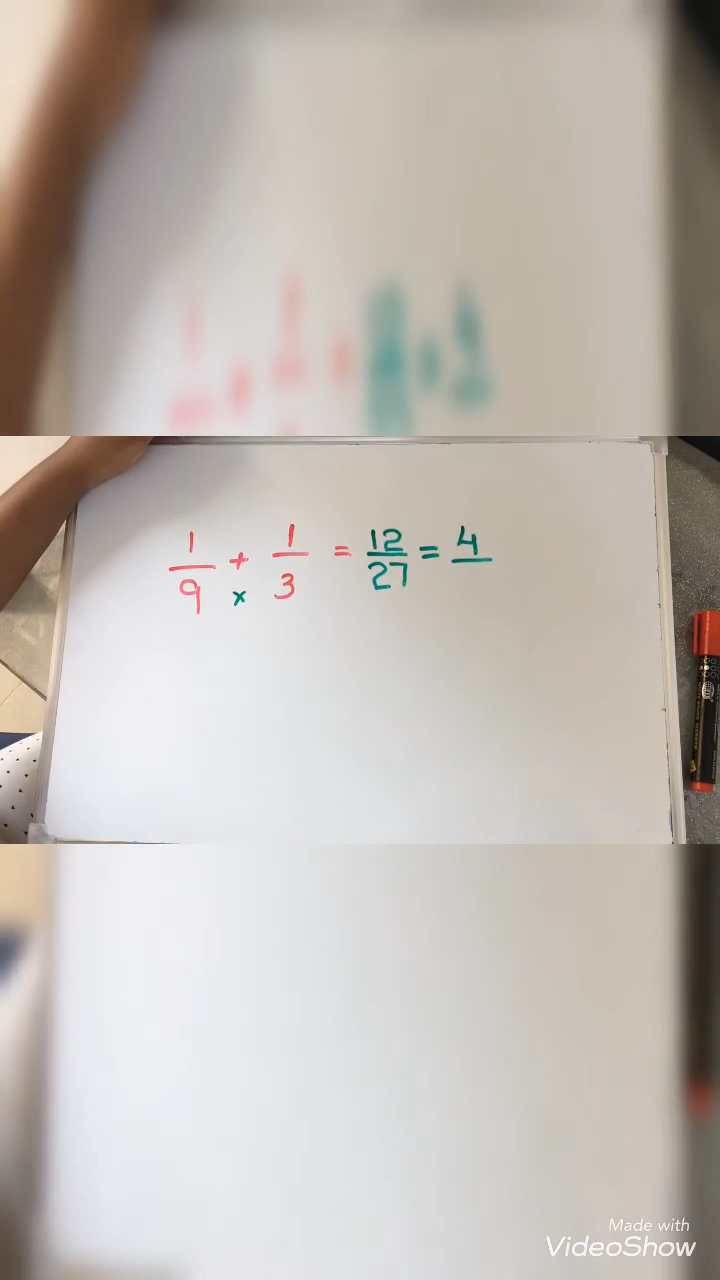 1/9 + 1/3 = 12/27 = 4/
×
Made with
VideoShow